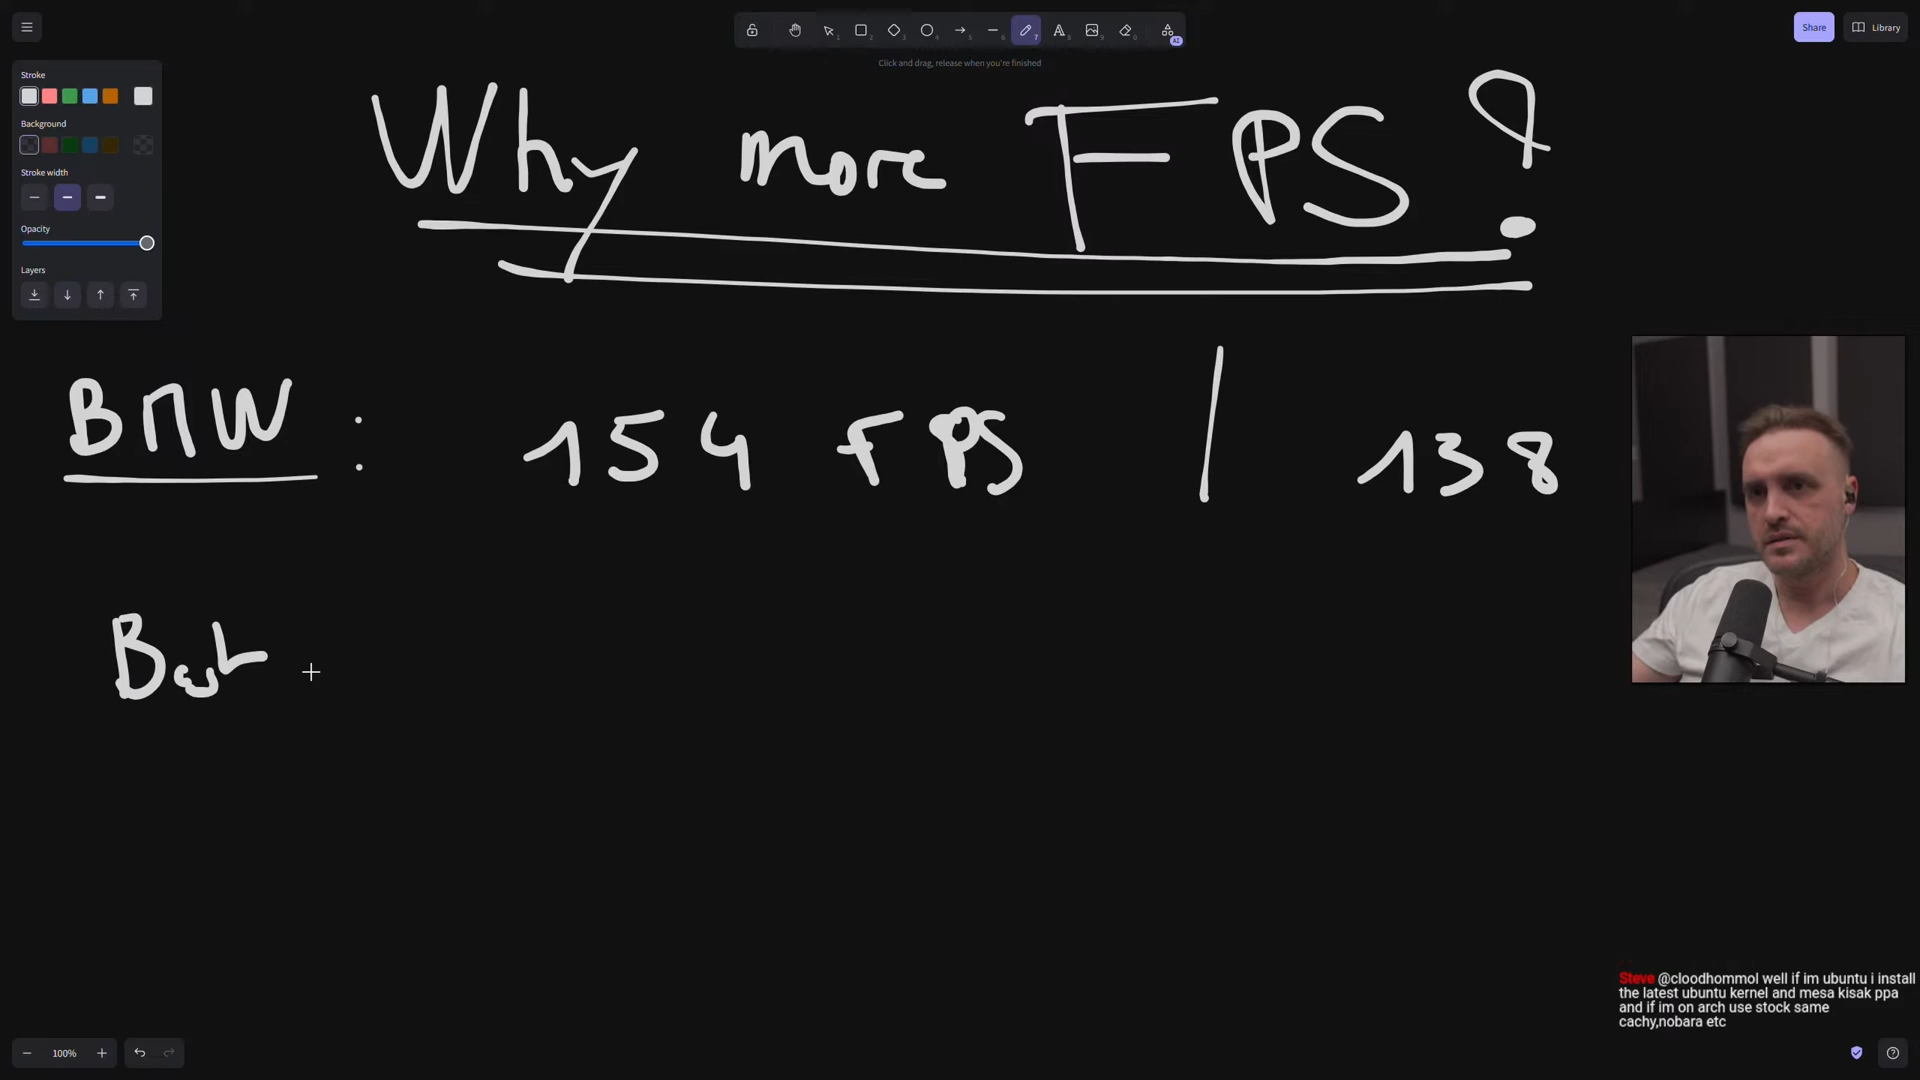 Share
Library
Click and drag, release when you're finished
Stroke
Background
Stroke width
Opacity
Layers
Why more FPS?
BMW : 154 FPS | 138
Steve @cloodhommol well if im ubuntu i install
the latest ubuntu kernel and mesa kisak ppa
and if im on arch use stock same
cachy,nobara etc
100%